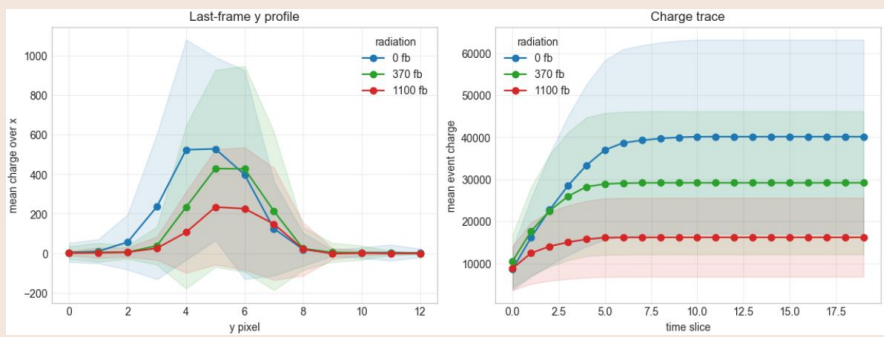 Last-frame y profile
mean charge over x
1000
800
600
400
200
0
−200
radiation
0 fb
370 fb
1100 fb
0 2 4 6 8 10 12
y pixel
Charge trace
mean event charge
60000
50000
40000
30000
20000
10000
radiation
0 fb
370 fb
1100 fb
0.0 2.5 5.0 7.5 10.0 12.5 15.0 17.5
time slice